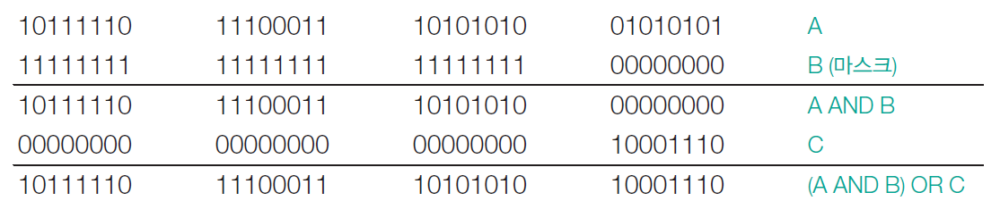 10111110 11100011 10101010 01010101 A
11111111 11111111 11111111 00000000 B (마스크)
10111110 11100011 10101010 00000000 A AND B
00000000 00000000 00000000 10001110 C
10111110 11100011 10101010 10001110 (A AND B) OR C